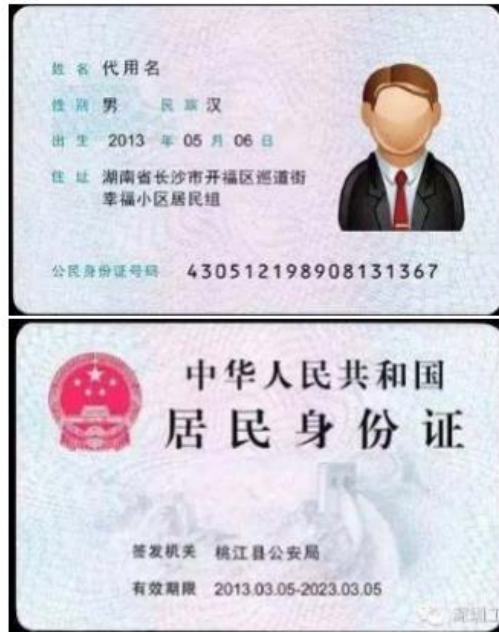 姓名 代用名
性别 男 民族 汉
出生 2013 年 05 月 06 日
住址 湖南省长沙市开福区巡道街
幸福小区居民组
公民身份证号码 430512198908131367
中华人民共和国
居民身份证
签发机关 桃江县公安局
有效期限 2013.03.05-2023.03.05
深圳工